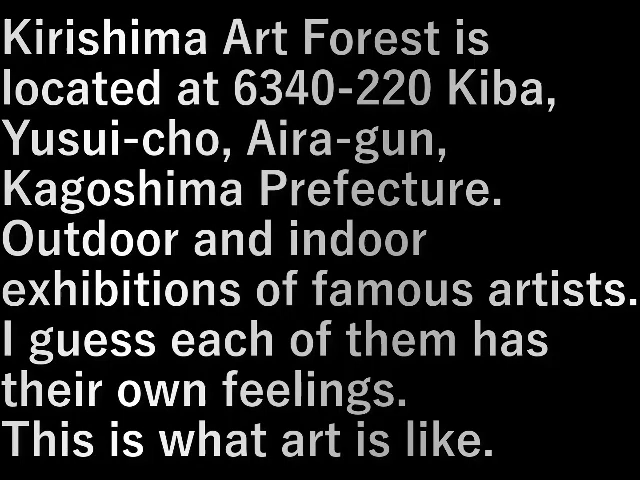 Kirishima Art Forest is
located at 6340-220 Kiba,
Yusui-cho, Aira-gun,
Kagoshima Prefecture.
Outdoor and indoor
exhibitions of famous artists.
I guess each of them has
their own feelings.
This is what art is like.